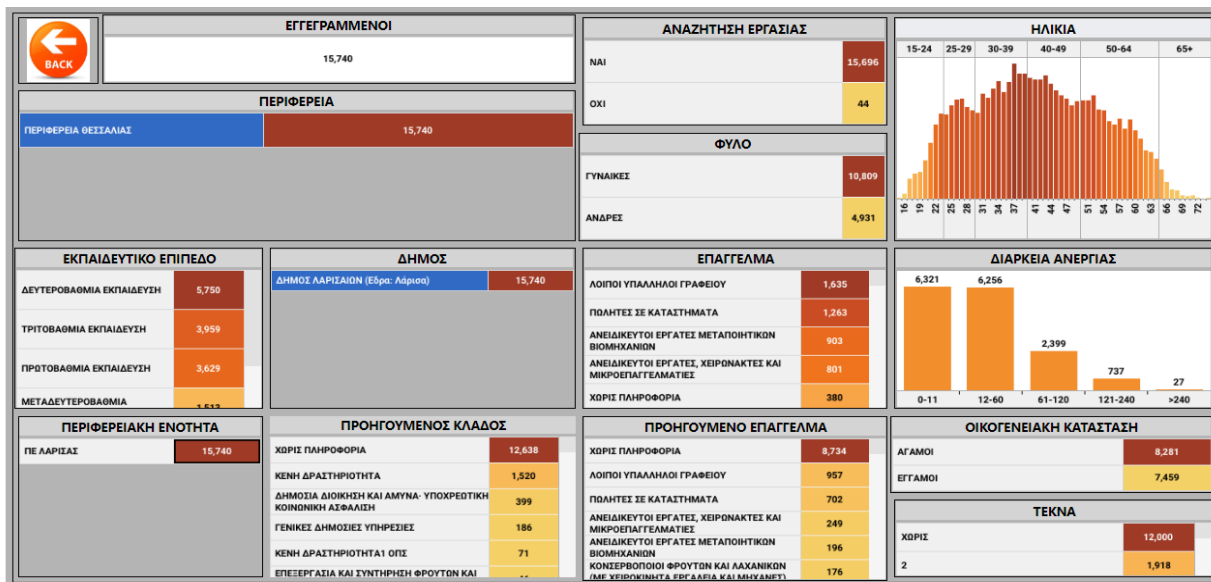 BACK
ΕΓΓΕΓΡΑΜΜΕΝΟΙ
15,740
ΠΕΡΙΦΕΡΕΙΑ
ΠΕΡΙΦΕΡΕΙΑ ΘΕΣΣΑΛΙΑΣ 15,740
ΑΝΑΖΗΤΗΣΗ ΕΡΓΑΣΙΑΣ
ΝΑΙ 15,696
ΟΧΙ 44
ΦΥΛΟ
ΓΥΝΑΙΚΕΣ 10,809
ΑΝΔΡΕΣ 4,931
ΗΛΙΚΙΑ
15-24 25-29 30-39 40-49 50-64 65+
16 19 22 25 28 31 34 37 41 44 47 51 54 57 60 63 66 69 72
ΕΚΠΑΙΔΕΥΤΙΚΟ ΕΠΙΠΕΔΟ
ΔΕΥΤΕΡΟΒΑΘΜΙΑ ΕΚΠΑΙΔΕΥΣΗ 5,750
ΤΡΙΤΟΒΑΘΜΙΑ ΕΚΠΑΙΔΕΥΣΗ 3,959
ΠΡΩΤΟΒΑΘΜΙΑ ΕΚΠΑΙΔΕΥΣΗ 3,629
ΜΕΤΑΔΕΥΤΕΡΟΒΑΘΜΙΑ
ΔΗΜΟΣ
ΔΗΜΟΣ ΛΑΡΙΣΑΙΩΝ (Εδρα: Λάρισα) 15,740
ΕΠΑΓΓΕΛΜΑ
ΛΟΙΠΟΙ ΥΠΑΛΛΗΛΟΙ ΓΡΑΦΕΙΟΥ 1,635
ΠΩΛΗΤΕΣ ΣΕ ΚΑΤΑΣΤΗΜΑΤΑ 1,263
ΑΝΕΙΔΙΚΕΥΤΟΙ ΕΡΓΑΤΕΣ ΜΕΤΑΠΟΙΗΤΙΚΩΝ
ΒΙΟΜΗΧΑΝΙΩΝ 903
ΑΝΕΙΔΙΚΕΥΤΟΙ ΕΡΓΑΤΕΣ, ΧΕΙΡΩΝΑΚΤΕΣ ΚΑΙ
ΜΙΚΡΟΕΠΑΓΓΕΛΜΑΤΙΕΣ 801
ΧΩΡΙΣ ΠΛΗΡΟΦΟΡΙΑ 380
ΔΙΑΡΚΕΙΑ ΑΝΕΡΓΙΑΣ
6,321 6,256 2,399 737 27
0-11 12-60 61-120 121-240 >240
ΠΕΡΙΦΕΡΕΙΑΚΗ ΕΝΟΤΗΤΑ
ΠΕ ΛΑΡΙΣΑΣ 15,740
ΠΡΟΗΓΟΥΜΕΝΟΣ ΚΛΑΔΟΣ
ΧΩΡΙΣ ΠΛΗΡΟΦΟΡΙΑ 12,638
ΚΕΝΗ ΔΡΑΣΤΗΡΙΟΤΗΤΑ 1,520
ΔΗΜΟΣΙΑ ΔΙΟΙΚΗΣΗ ΚΑΙ ΑΜΥΝΑ· ΥΠΟΧΡΕΩΤΙΚΗ
ΚΟΙΝΩΝΙΚΗ ΑΣΦΑΛΙΣΗ 399
ΓΕΝΙΚΕΣ ΔΗΜΟΣΙΕΣ ΥΠΗΡΕΣΙΕΣ 186
ΚΕΝΗ ΔΡΑΣΤΗΡΙΟΤΗΤΑ1 ΟΠΣ 71
ΕΠΕΞΕΡΓΑΣΙΑ ΚΑΙ ΣΥΝΤΗΡΗΣΗ ΦΡΟΥΤΩΝ ΚΑΙ
ΠΡΟΗΓΟΥΜΕΝΟ ΕΠΑΓΓΕΛΜΑ
ΧΩΡΙΣ ΠΛΗΡΟΦΟΡΙΑ 8,734
ΛΟΙΠΟΙ ΥΠΑΛΛΗΛΟΙ ΓΡΑΦΕΙΟΥ 957
ΠΩΛΗΤΕΣ ΣΕ ΚΑΤΑΣΤΗΜΑΤΑ 702
ΑΝΕΙΔΙΚΕΥΤΟΙ ΕΡΓΑΤΕΣ, ΧΕΙΡΩΝΑΚΤΕΣ ΚΑΙ
ΜΙΚΡΟΕΠΑΓΓΕΛΜΑΤΙΕΣ 249
ΑΝΕΙΔΙΚΕΥΤΟΙ ΕΡΓΑΤΕΣ ΜΕΤΑΠΟΙΗΤΙΚΩΝ
ΒΙΟΜΗΧΑΝΙΩΝ 196
ΚΟΝΣΕΡΒΟΠΟΙΟΙ ΦΡΟΥΤΩΝ ΚΑΙ ΛΑΧΑΝΙΚΩΝ
(ΜΕ ΧΕΙΡΟΚΙΝΗΤΑ ΕΡΓΑΛΕΙΑ ΚΑΙ ΜΗΧΑΝΕΣ) 176
ΟΙΚΟΓΕΝΕΙΑΚΗ ΚΑΤΑΣΤΑΣΗ
ΑΓΑΜΟΙ 8,281
ΕΓΓΑΜΟΙ 7,459
ΤΕΚΝΑ
ΧΩΡΙΣ 12,000
2 1,918